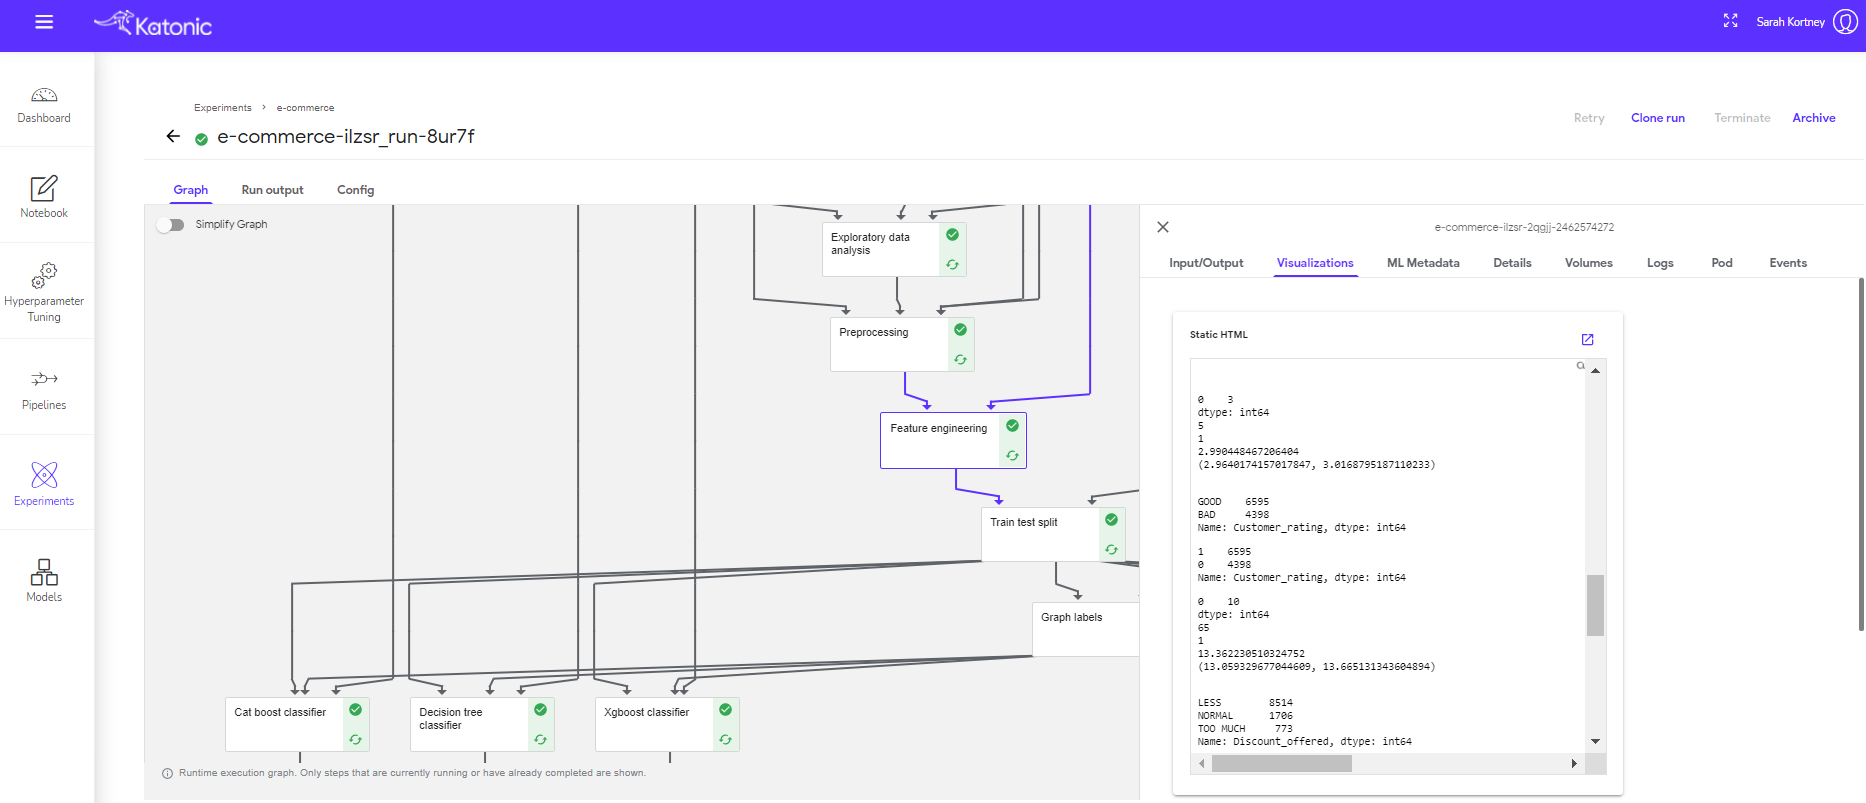 Katonic
Sarah Kortney
Dashboard
Notebook
Hyperparameter
Tuning
Pipelines
Experiments
Models
Experiments > e-commerce
e-commerce-ilzsr_run-8ur7f
Retry Clone run Terminate Archive
Graph Run output Config
Simplify Graph
Exploratory data
analysis
Preprocessing
Feature engineering
Train test split
Graph labels
Cat boost classifier
Decision tree
classifier
Xgboost classifier
Runtime execution graph. Only steps that are currently running or have already completed are shown.
e-commerce-ilzsr-2qgjj-2462574272
Input/Output Visualizations ML Metadata Details Volumes Logs Pod Events
Static HTML
0 3
dtype: int64
5
1
2.990448467206404
(2.9640174157017847, 3.0168795187110233)
GOOD 6595
BAD 4398
Name: Customer_rating, dtype: int64
1 6595
0 4398
Name: Customer_rating, dtype: int64
0 10
dtype: int64
65
1
13.362230510324752
(13.059329677044609, 13.665131343604894)
LESS 8514
NORMAL 1706
TOO MUCH 773
Name: Discount_offered, dtype: int64